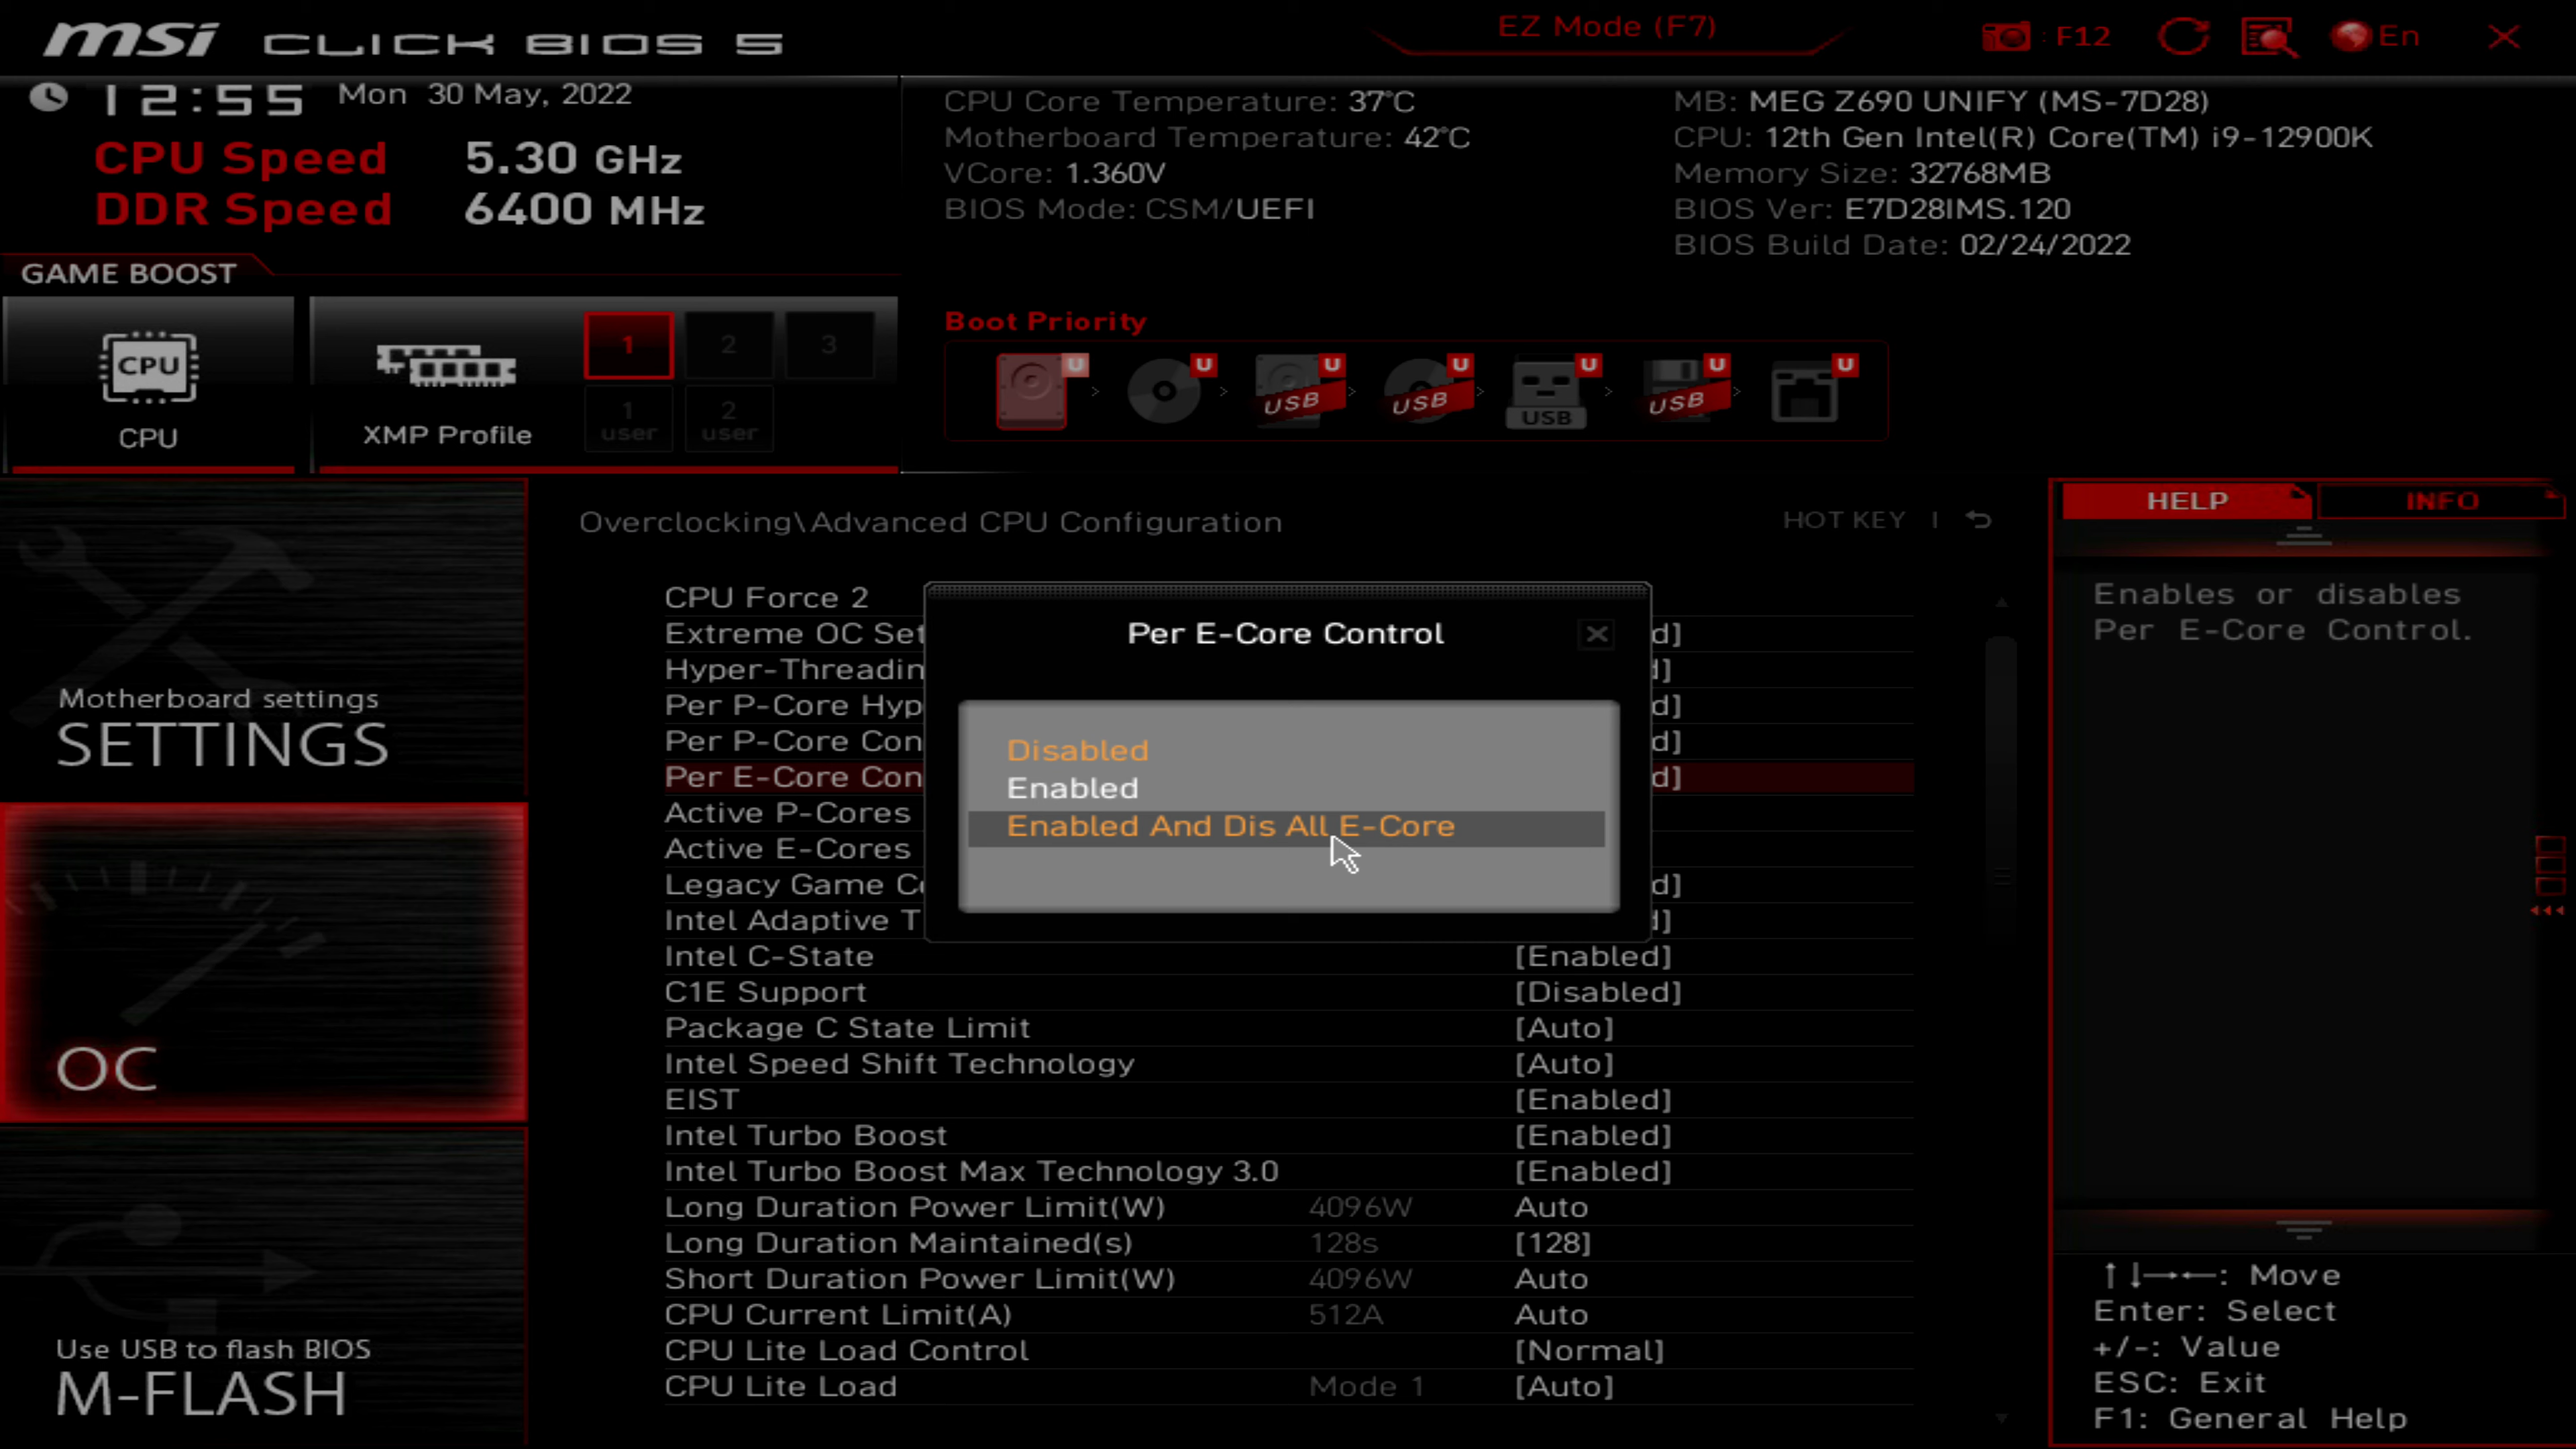 msi CLICK BIOS 5
EZ Mode (F7)
: F12
En
12:55 Mon 30 May, 2022
CPU Speed 5.30 GHz
DDR Speed 6400 MHz
CPU Core Temperature: 37°C
Motherboard Temperature: 42°C
VCore: 1.360V
BIOS Mode: CSM/UEFI
MB: MEG Z690 UNIFY (MS-7D28)
CPU: 12th Gen Intel(R) Core(TM) i9-12900K
Memory Size: 32768MB
BIOS Ver: E7D28IMS.120
BIOS Build Date: 02/24/2022
GAME BOOST
CPU
CPU
XMP Profile
1 2 3
1 user
2 user
Boot Priority
U U U U U U U
USB USB USB USB
Motherboard settings
SETTINGS
OC
Use USB to flash BIOS
M-FLASH
Overclocking\Advanced CPU Configuration
HOT KEY |
CPU Force 2
Extreme OC Set d]
Hyper-Threadin d]
Per P-Core Hyp d]
Per P-Core Con d]
Per E-Core Con d]
Active P-Cores
Active E-Cores
Legacy Game Co d]
Intel Adaptive T d]
Intel C-State [Enabled]
C1E Support [Disabled]
Package C State Limit [Auto]
Intel Speed Shift Technology [Auto]
EIST [Enabled]
Intel Turbo Boost [Enabled]
Intel Turbo Boost Max Technology 3.0 [Enabled]
Long Duration Power Limit(W) 4096W Auto
Long Duration Maintained(s) 128s [128]
Short Duration Power Limit(W) 4096W Auto
CPU Current Limit(A) 512A Auto
CPU Lite Load Control [Normal]
CPU Lite Load Mode 1 [Auto]
Per E-Core Control
Disabled
Enabled
Enabled And Dis All E-Core
HELP
INFO
Enables or disables
Per E-Core Control.
↑↓→←: Move
Enter: Select
+/-: Value
ESC: Exit
F1: General Help